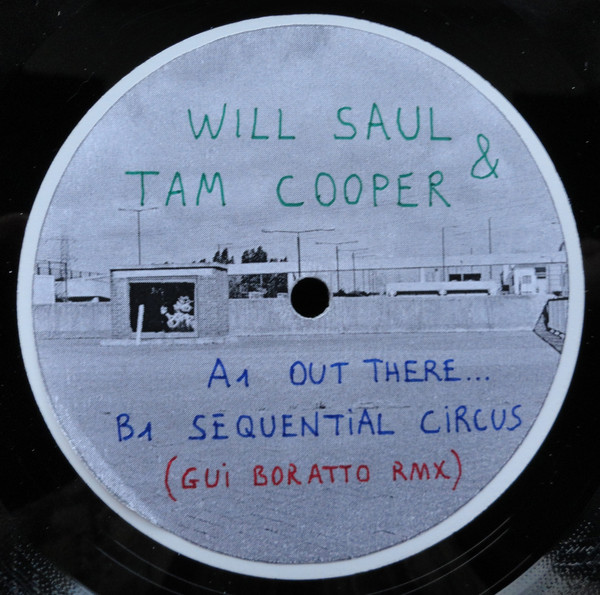 WILL SAUL &
TAM COOPER
A1 OUT THERE...
B1 SEQUENTiAL CiRCUS
(GUi BORATTO RMX)